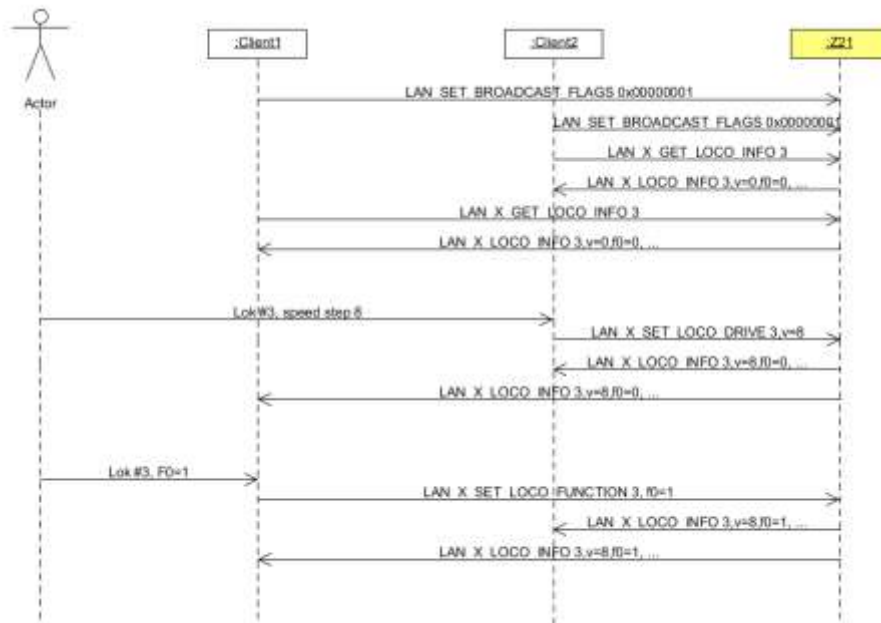 :Client1
:Client2
:Z21
Actor
LAN_SET_BROADCAST_FLAGS 0x00000001
LAN_SET_BROADCAST_FLAGS 0x00000001
LAN_X_GET_LOCO_INFO 3
LAN_X_LOCO_INFO 3,v=0,f0=0, ...
LAN_X_GET_LOCO_INFO 3
LAN_X_LOCO_INFO 3,v=0,f0=0, ...
Lok #3, speed step 8
LAN_X_SET_LOCO_DRIVE 3,v=8
LAN_X_LOCO_INFO 3,v=8,f0=0, ...
LAN_X_LOCO_INFO 3,v=8,f0=0, ...
Lok #3, F0=1
LAN_X_SET_LOCO_FUNCTION 3, f0=1
LAN_X_LOCO_INFO 3,v=8,f0=1, ...
LAN_X_LOCO_INFO 3,v=8,f0=1, ...